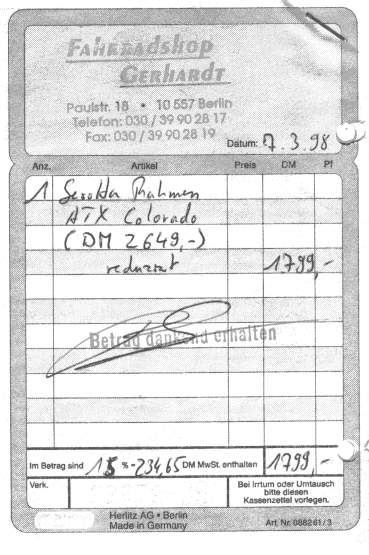 FAHRRADSHOP
GERHARDT
Paulstr. 18 • 10 557 Berlin
Telefon: 030 / 39 90 28 17
Fax: 030 / 39 90 28 19
Datum: 7.3.98
Anz. Artikel Preis DM Pf
1 Serotta Rahmen
ATX Colorado
(DM 2649,-)
reduziert 1799,-
Betrag dankend erhalten
Im Betrag sind 15 % = 234,65 DM MwSt. enthalten 1799,-
Verk.
Bei Irrtum oder Umtausch
bitte diesen
Kassenzettel vorlegen.
Herlitz AG • Berlin
Made in Germany
Art. Nr. 088261/3